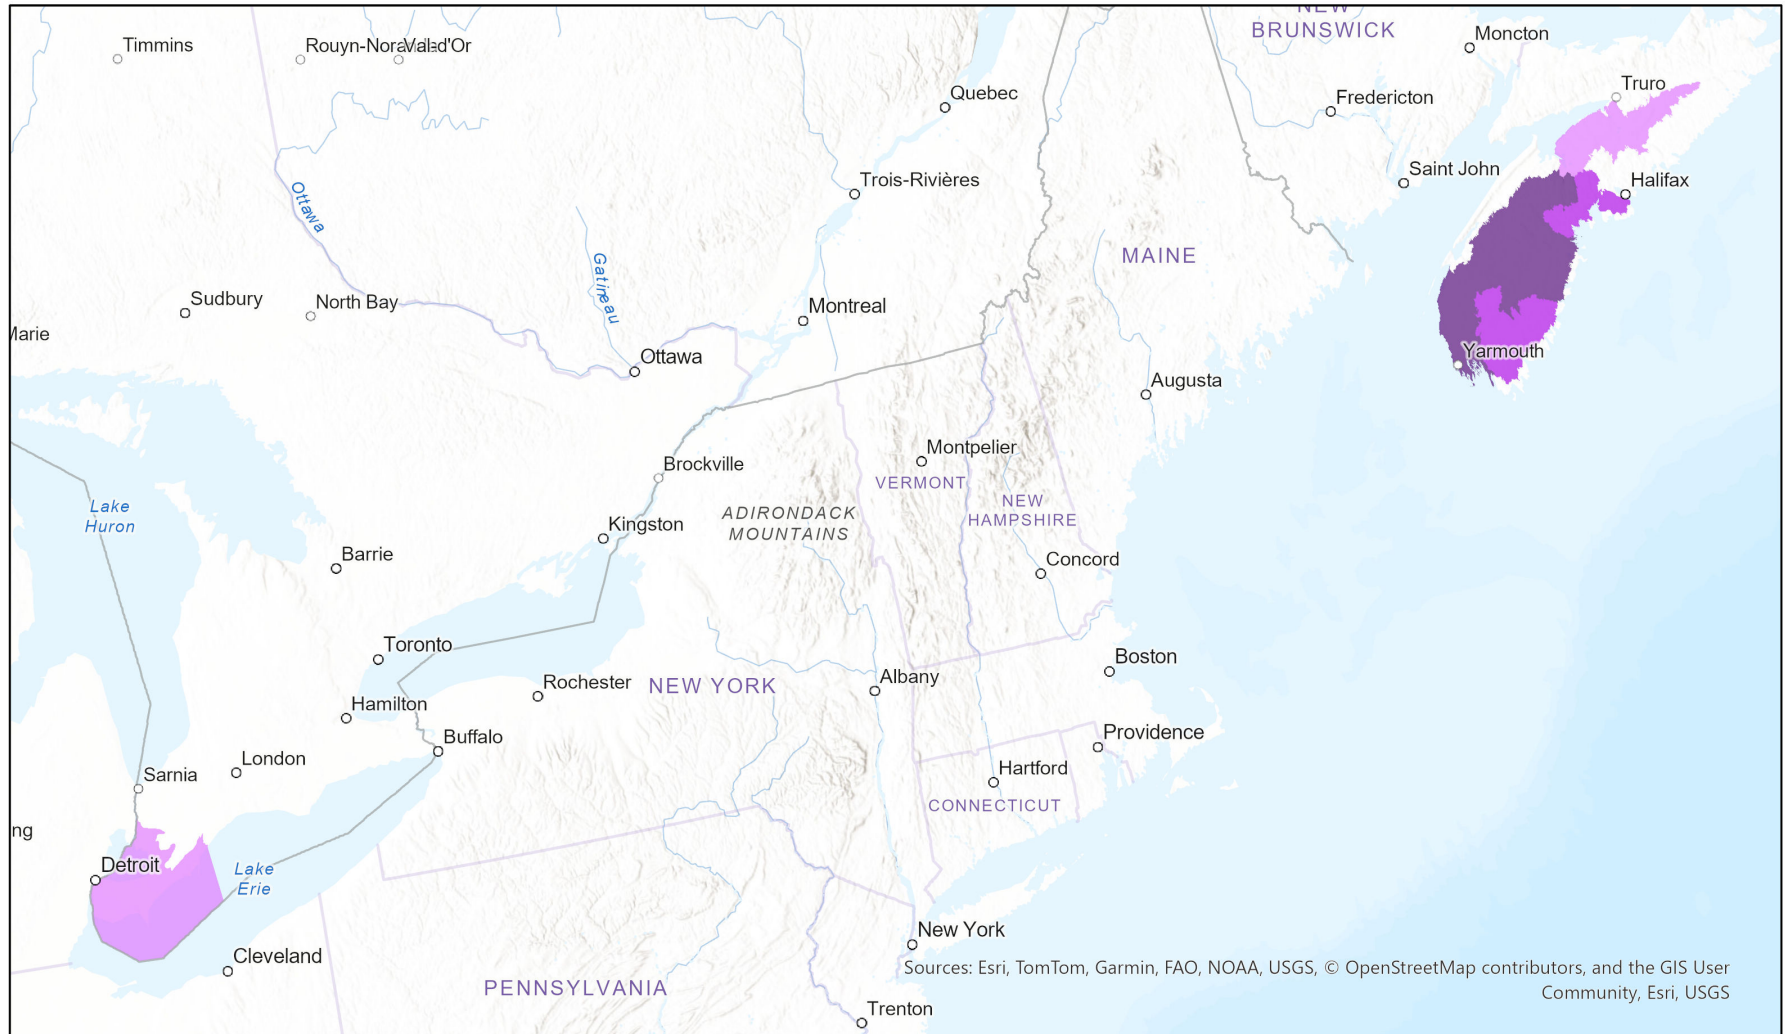 NEW
BRUNSWICK
Timmins
Rouyn-Noranda
Val-d'Or
Moncton
Quebec
Truro
Fredericton
Saint John
Halifax
Trois-Rivières
Ottawa
MAINE
Gatineau
Sudbury
North Bay
Montreal
Marie
Ottawa
Yarmouth
Augusta
Montpelier
Brockville
VERMONT
NEW
HAMPSHIRE
Lake
Huron
ADIRONDACK
MOUNTAINS
Kingston
Barrie
Concord
Toronto
Boston
Rochester
NEW YORK
Albany
Hamilton
Buffalo
Providence
London
Sarnia
Hartford
CONNECTICUT
ng
Detroit
Lake
Erie
New York
Cleveland
Sources: Esri, TomTom, Garmin, FAO, NOAA, USGS, © OpenStreetMap contributors, and the GIS User
Community, Esri, USGS
PENNSYLVANIA
Trenton